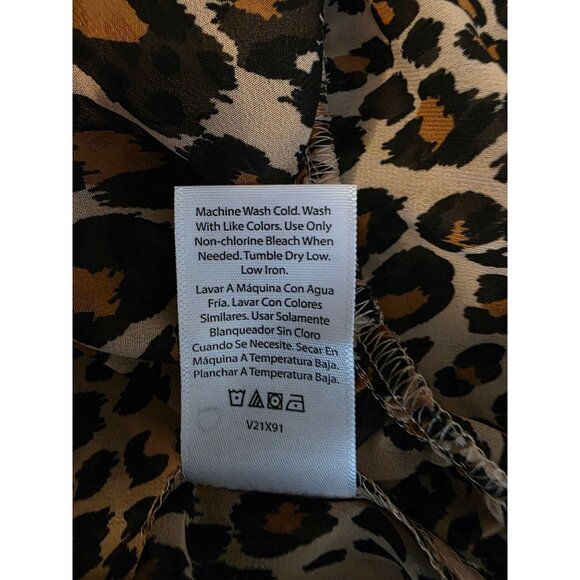 Machine Wash Cold. Wash
With Like Colors. Use Only
Non-chlorine Bleach When
Needed. Tumble Dry Low.
Low Iron.
Lavar A Máquina Con Agua
Fría. Lavar Con Colores
Similares. Usar Solamente
Blanqueador Sin Cloro
Cuando Se Necesite. Secar En
Máquina A Temperatura Baja.
Planchar A Temperatura Baja.
V21X91